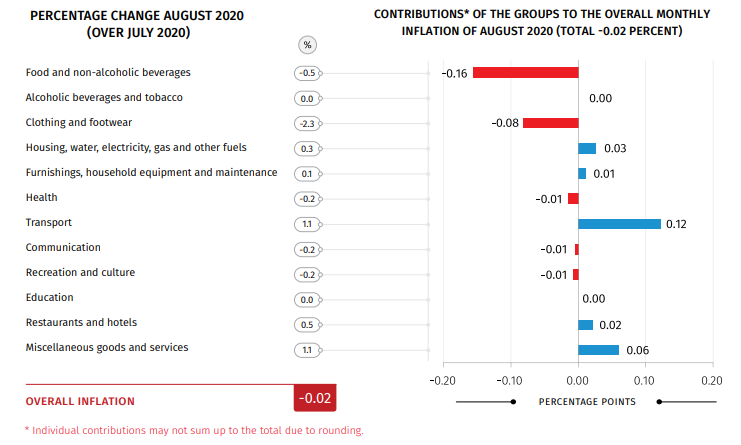 PERCENTAGE CHANGE AUGUST 2020
(OVER JULY 2020)
%
CONTRIBUTIONS* OF THE GROUPS TO THE OVERALL MONTHLY
INFLATION OF AUGUST 2020 (TOTAL -0.02 PERCENT)
Food and non-alcoholic beverages -0.5 -0.16
Alcoholic beverages and tobacco 0.0 0.00
Clothing and footwear -2.3 -0.08
Housing, water, electricity, gas and other fuels 0.3 0.03
Furnishings, household equipment and maintenance 0.1 0.01
Health -0.2 -0.01
Transport 1.1 0.12
Communication -0.2 -0.01
Recreation and culture -0.2 -0.01
Education 0.0 0.00
Restaurants and hotels 0.5 0.02
Miscellaneous goods and services 1.1 0.06
-0.20 -0.10 0.00 0.10 0.20
PERCENTAGE POINTS
OVERALL INFLATION -0.02
* Individual contributions may not sum up to the total due to rounding.